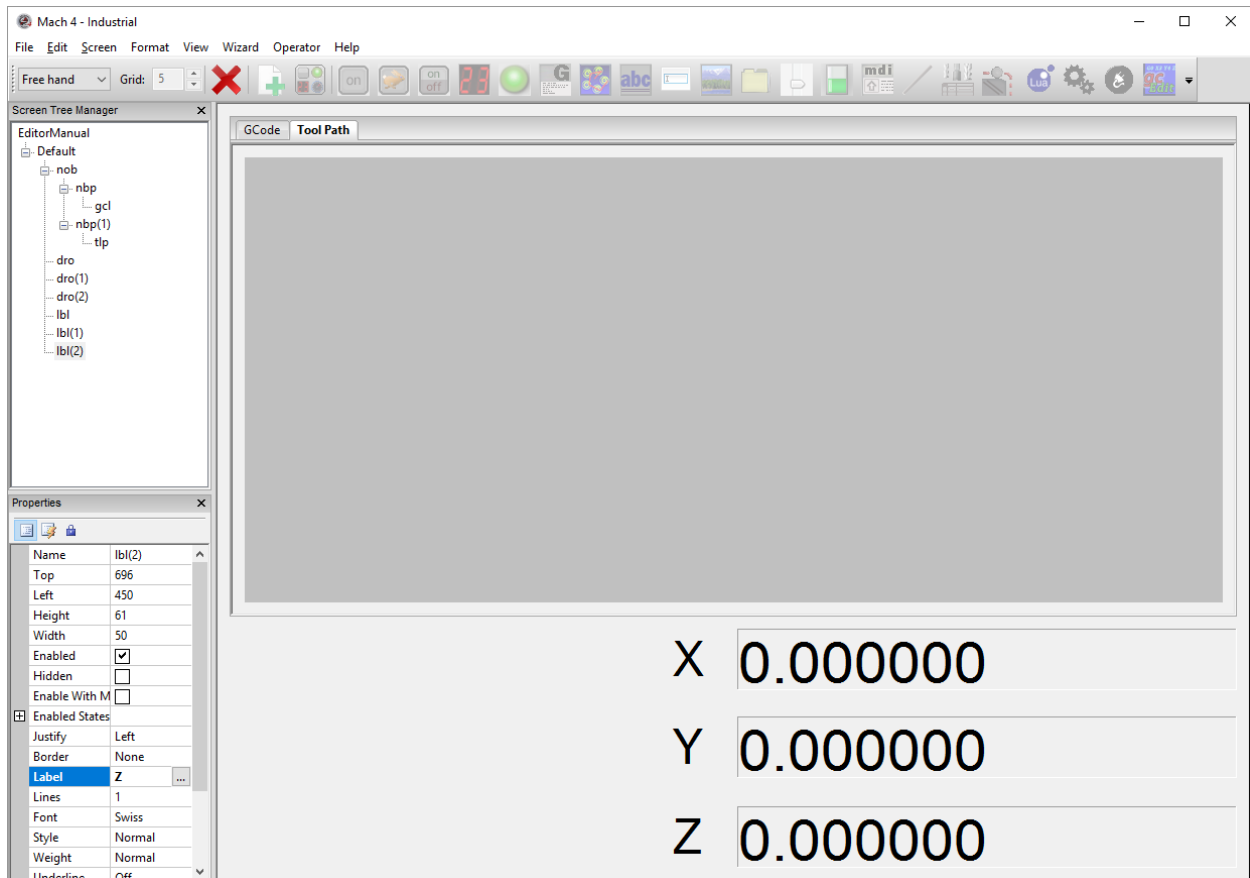 Mach 4 - Industrial
File Edit Screen Format View Wizard Operator Help
Free hand Grid: 5 on on off 23 G abc mdi Lua Edit
Screen Tree Manager
EditorManual
Default
nob
nbp
gcl
nbp(1)
tlp
dro
dro(1)
dro(2)
lbl
lbl(1)
lbl(2)
GCode Tool Path
Properties
Name lbl(2)
Top 696
Left 450
Height 61
Width 50
Enabled
Hidden
Enable With M
Enabled States
Justify Left
Border None
Label Z ...
Lines 1
Font Swiss
Style Normal
Weight Normal
Underline Off
X 0.000000
Y 0.000000
Z 0.000000